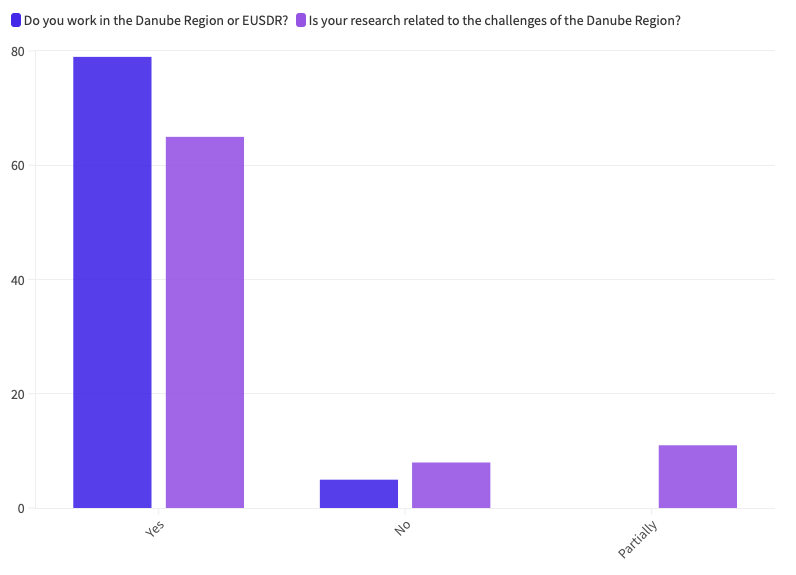 Do you work in the Danube Region or EUSDR? Is your research related to the challenges of the Danube Region?
80
60
40
20
0
Yes No Partially